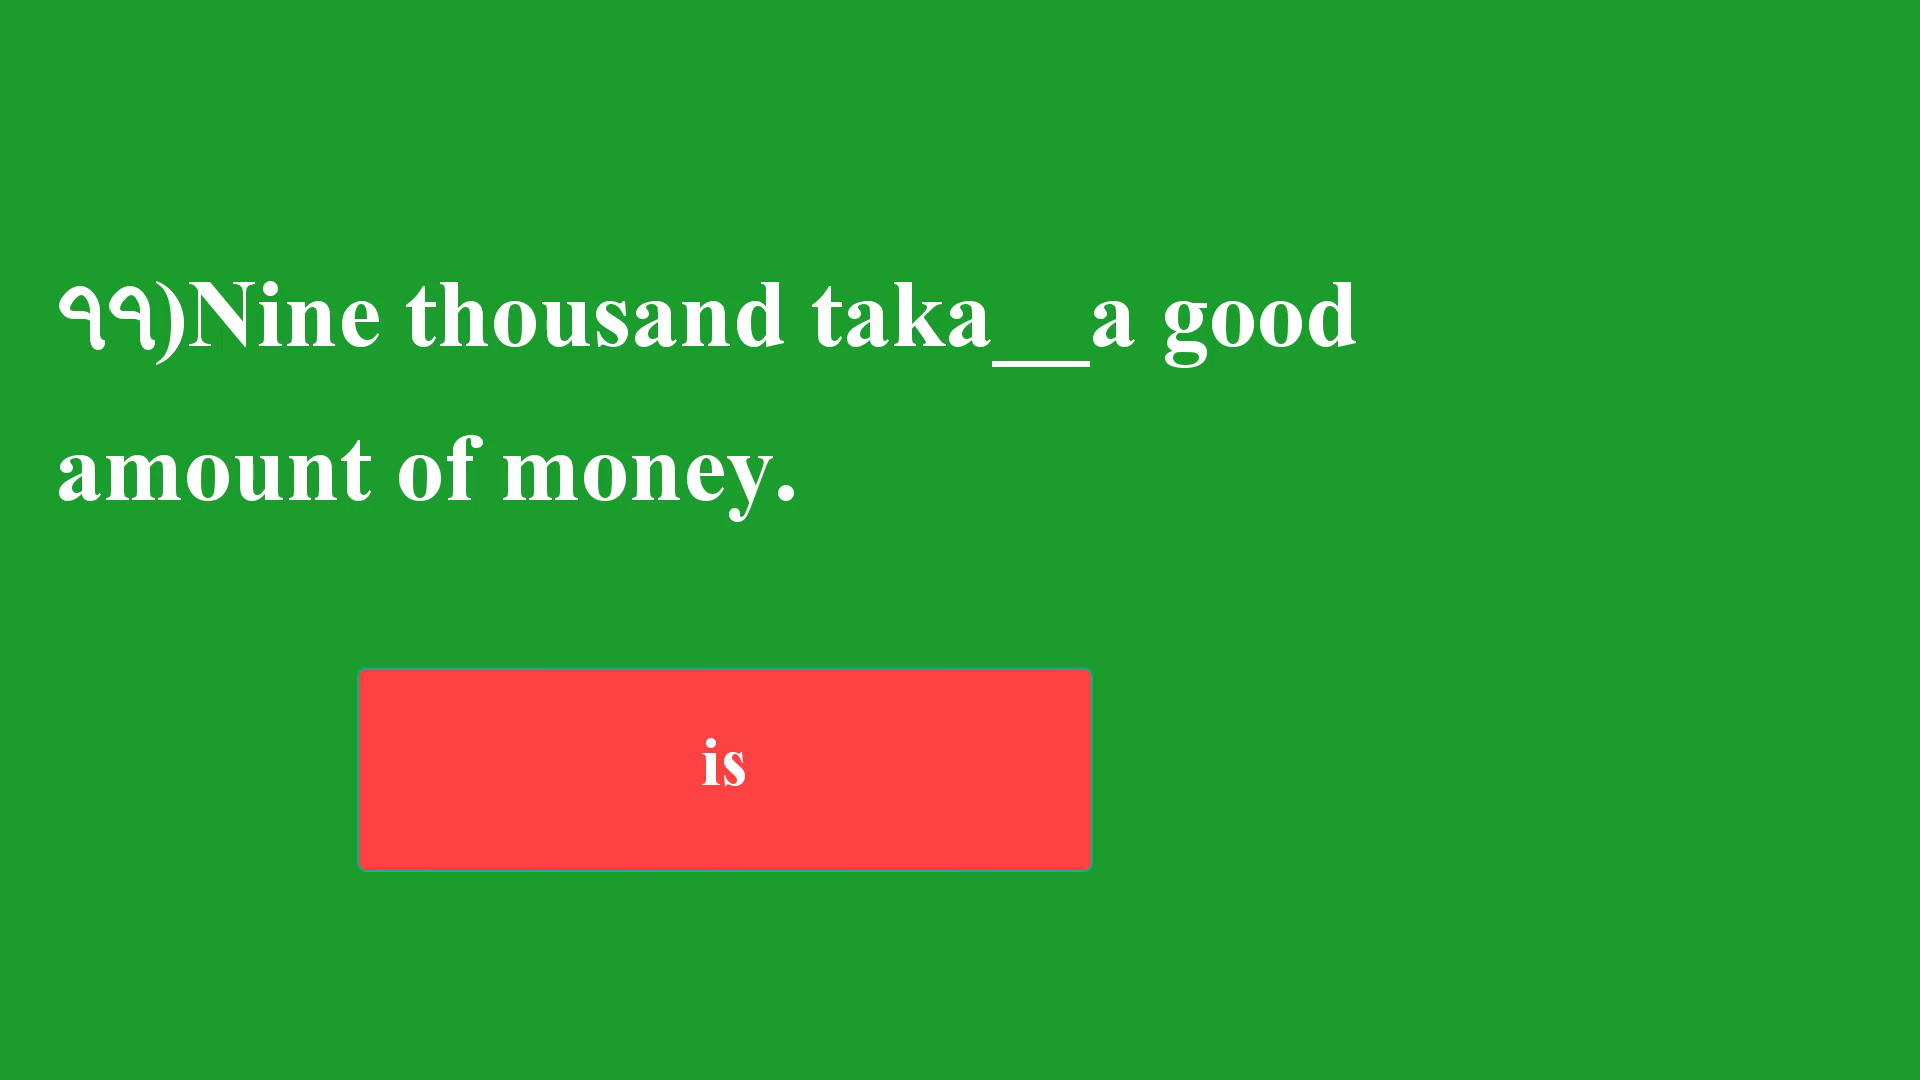 ৭৭)Nine thousand taka__a good
amount of money.
is